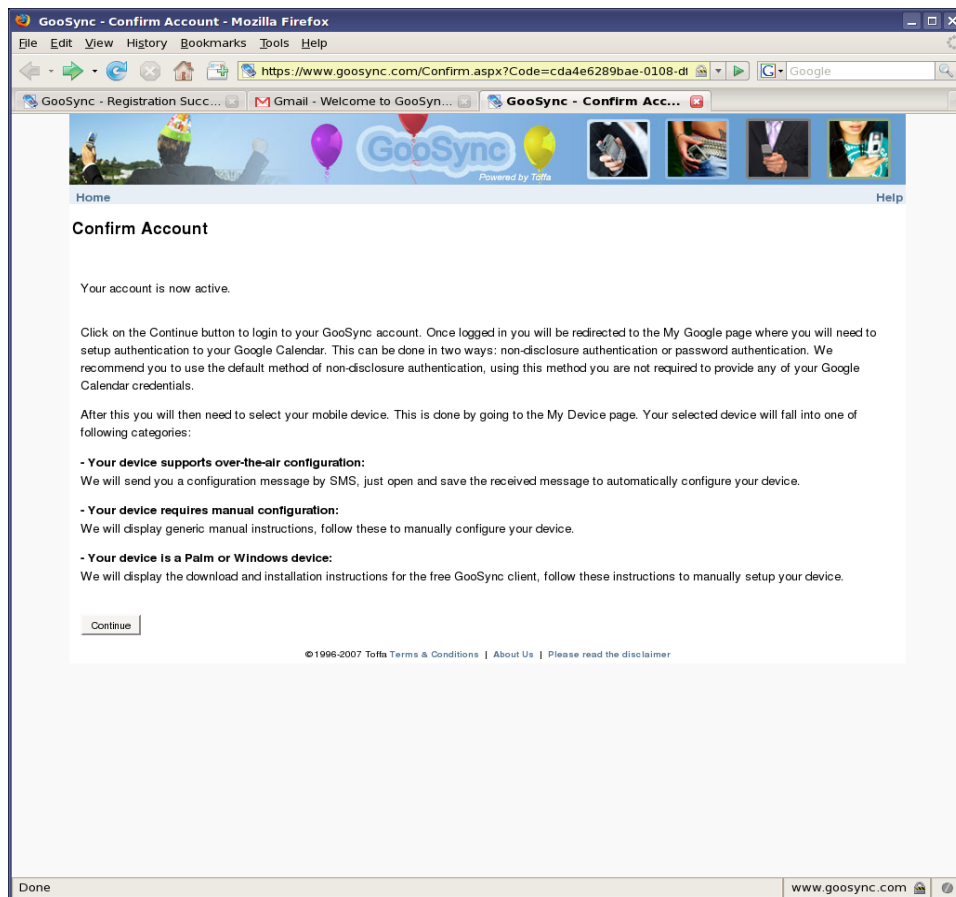 GooSync - Confirm Account - Mozilla Firefox
File Edit View History Bookmarks Tools Help
https://www.goosync.com/Confirm.aspx?Code=cda4e6289bae-0108-d
Google
GooSync - Registration Succ...
Gmail - Welcome to GooSyn...
GooSync - Confirm Acc...
GooSync
Powered by Toffa
Home Help
Confirm Account
Your account is now active.
Click on the Continue button to login to your GooSync account. Once logged in you will be redirected to the My Google page where you will need to
setup authentication to your Google Calendar. This can be done in two ways: non-disclosure authentication or password authentication. We
recommend you to use the default method of non-disclosure authentication, using this method you are not required to provide any of your Google
Calendar credentials.
After this you will then need to select your mobile device. This is done by going to the My Device page. Your selected device will fall into one of
following categories:
- Your device supports over-the-air configuration:
We will send you a configuration message by SMS, just open and save the received message to automatically configure your device.
- Your device requires manual configuration:
We will display generic manual instructions, follow these to manually configure your device.
- Your device is a Palm or Windows device:
We will display the download and installation instructions for the free GooSync client, follow these instructions to manually setup your device.
Continue
©1996-2007 Toffa Terms & Conditions | About Us | Please read the disclaimer
Done www.goosync.com